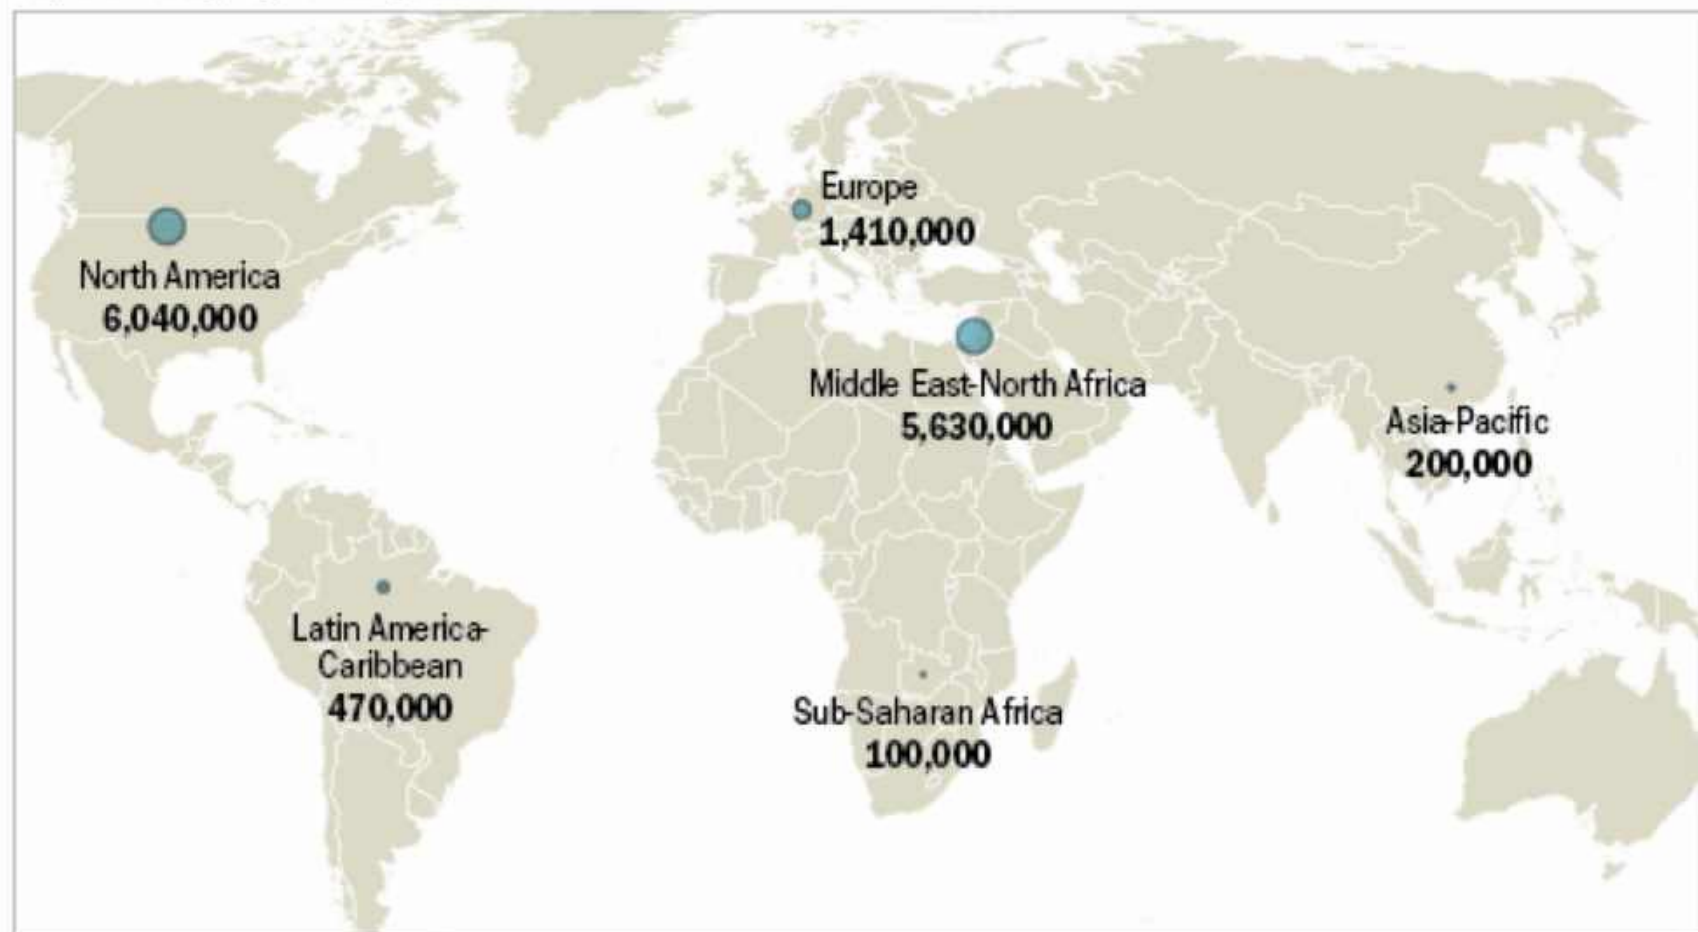 Europe
1,410,000
North America
6,040,000
Middle East-North Africa
5,630,000
Asia-Pacific
200,000
Latin America-
Caribbean
470,000
Sub-Saharan Africa
100,000